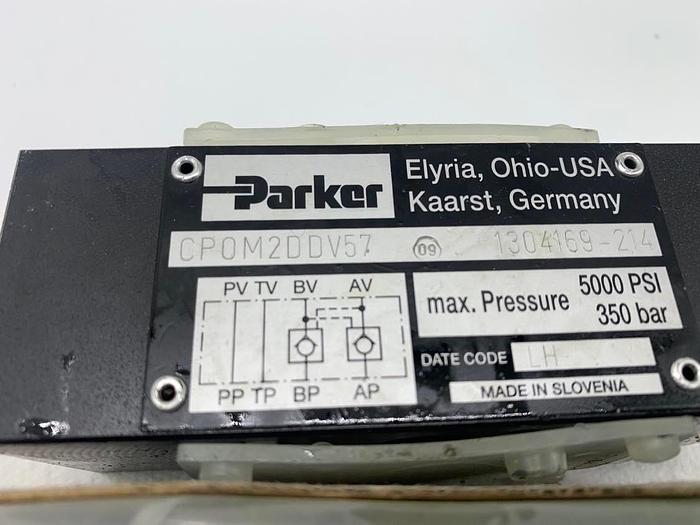 Parker
Elyria, Ohio-USA
Kaarst, Germany
CPOM2DDV57 09 1304169-214
PV TV BV AV
PP TP BP AP
max. Pressure 5000 PSI
350 bar
DATE CODE LH
MADE IN SLOVENIA